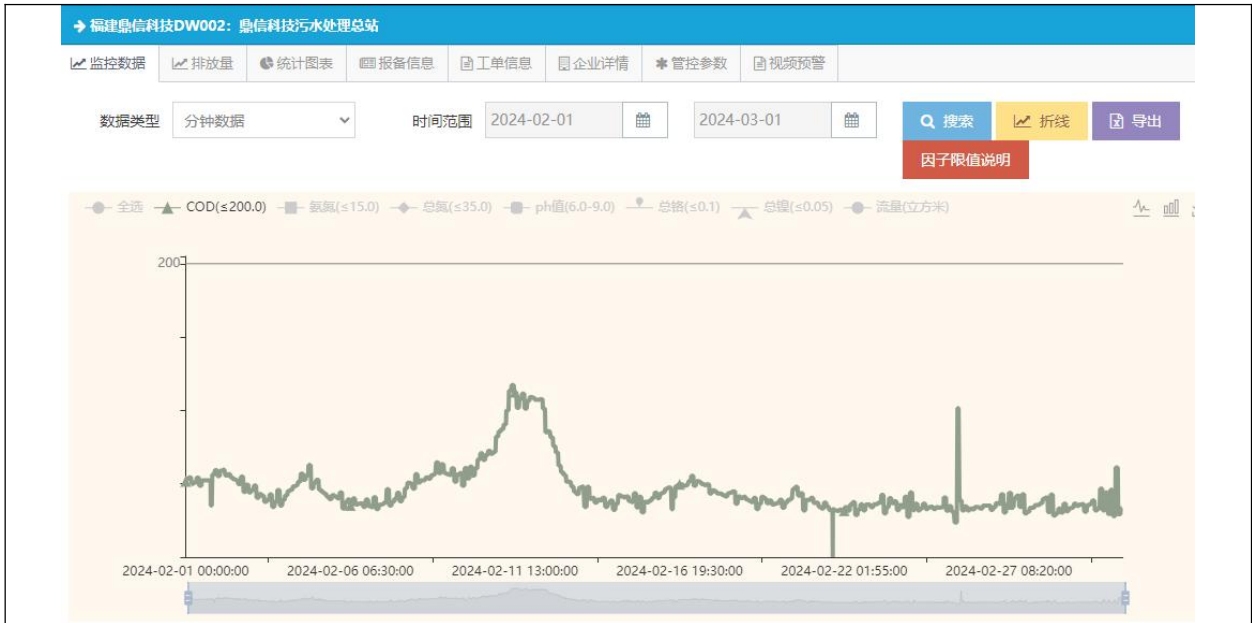 福建鼎信科技DW002：鼎信科技污水处理总站
监控数据 排放量 统计图表 报备信息 工单信息 企业详情 管控参数 视频预警
数据类型 分钟数据 时间范围 2024-02-01 2024-03-01 搜索 折线 导出
因子限值说明
全选 COD(≤200.0) 氨氮(≤15.0) 总氮(≤35.0) ph值(6.0-9.0) 总铬(≤0.1) 总镍(≤0.05) 流量(立方米)
200
2024-02-01 00:00:00 2024-02-06 06:30:00 2024-02-11 13:00:00 2024-02-16 19:30:00 2024-02-22 01:55:00 2024-02-27 08:20:00